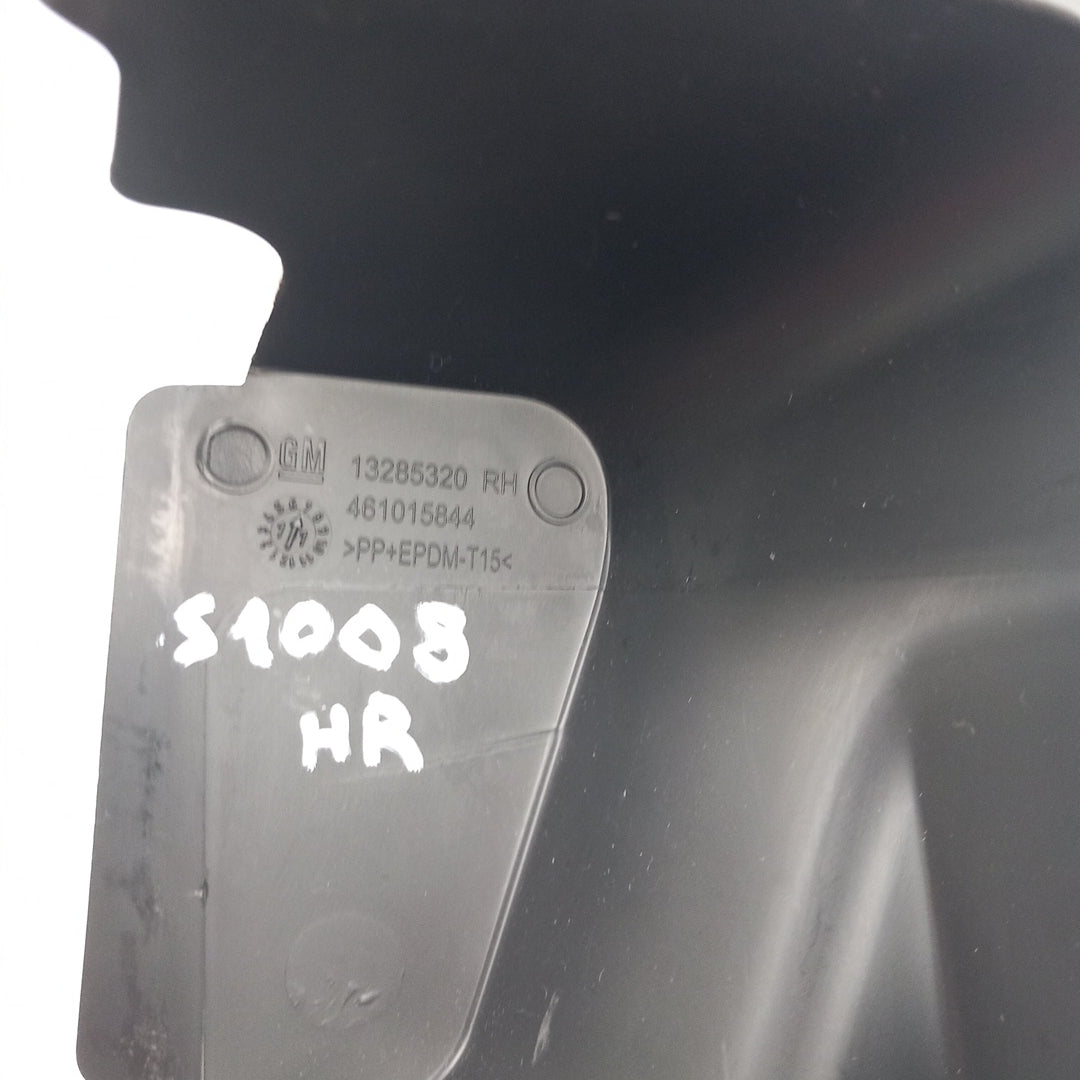 GM 13285320 RH
461015844
>PP+EPDM-T15<
S1008
HR